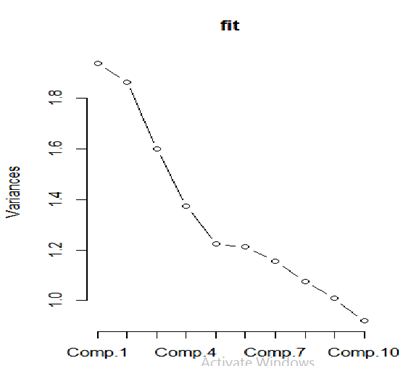 fit
Variances
1.8
1.6
1.4
1.2
1.0
Comp.1 Comp.4 Comp.7 Comp.10
Activate Windows